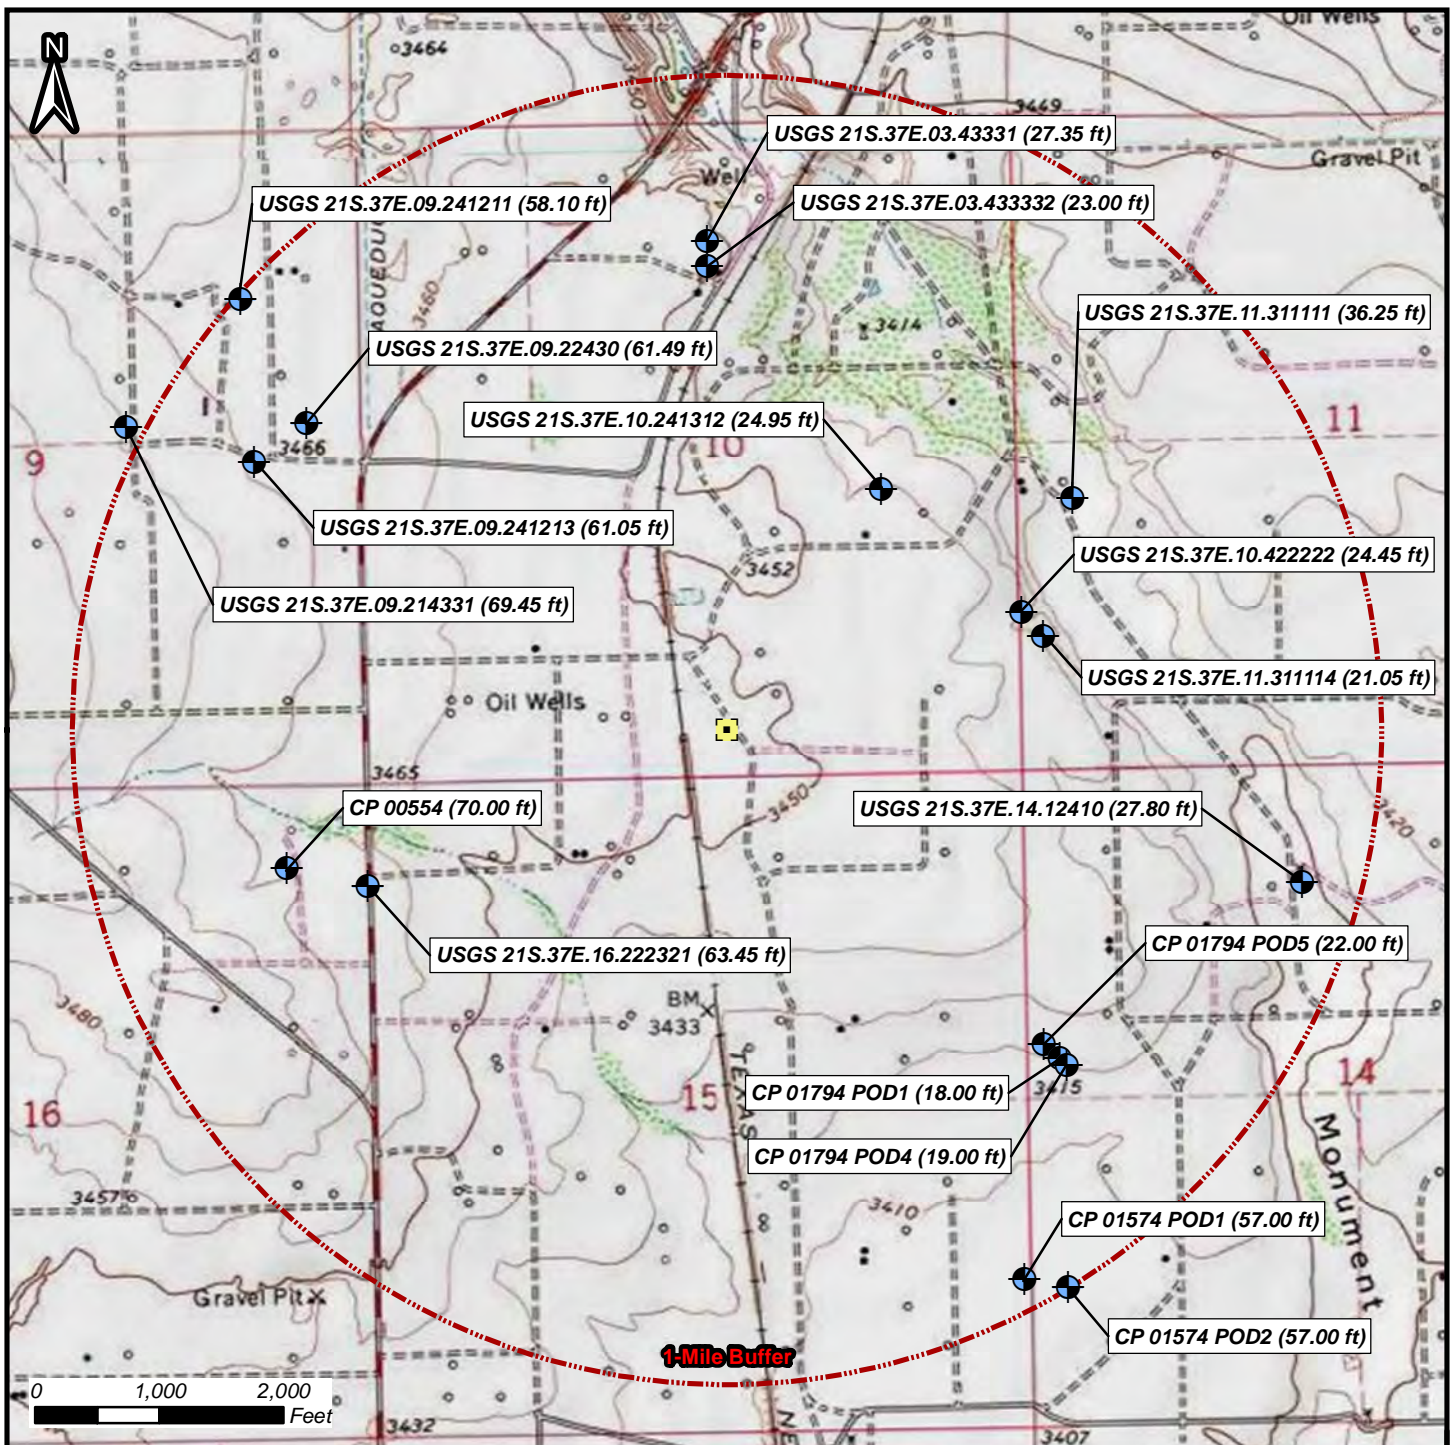 Oil Wells
N
3464
3449
USGS 21S.37E.03.43331 (27.35 ft)
Gravel Pit
Well
USGS 21S.37E.09.241211 (58.10 ft)
USGS 21S.37E.03.433332 (23.00 ft)
AQUEDUCT
3460
USGS 21S.37E.11.311111 (36.25 ft)
3414
USGS 21S.37E.09.22430 (61.49 ft)
USGS 21S.37E.10.241312 (24.95 ft)
11
3466
10
9
USGS 21S.37E.09.241213 (61.05 ft)
USGS 21S.37E.10.422222 (24.45 ft)
3452
USGS 21S.37E.09.214331 (69.45 ft)
USGS 21S.37E.11.311114 (21.05 ft)
Oil Wells
3465
CP 00554 (70.00 ft)
3450
USGS 21S.37E.14.12410 (27.80 ft)
3420
USGS 21S.37E.16.222321 (63.45 ft)
CP 01794 POD5 (22.00 ft)
BM
3433
3480
TEXAS
CP 01794 POD1 (18.00 ft)
3415
14
15
16
CP 01794 POD4 (19.00 ft)
Monument
3457
3410
CP 01574 POD1 (57.00 ft)
Gravel Pit
CP 01574 POD2 (57.00 ft)
1-Mile Buffer
0 1,000 2,000
Feet
NE
3432
3407